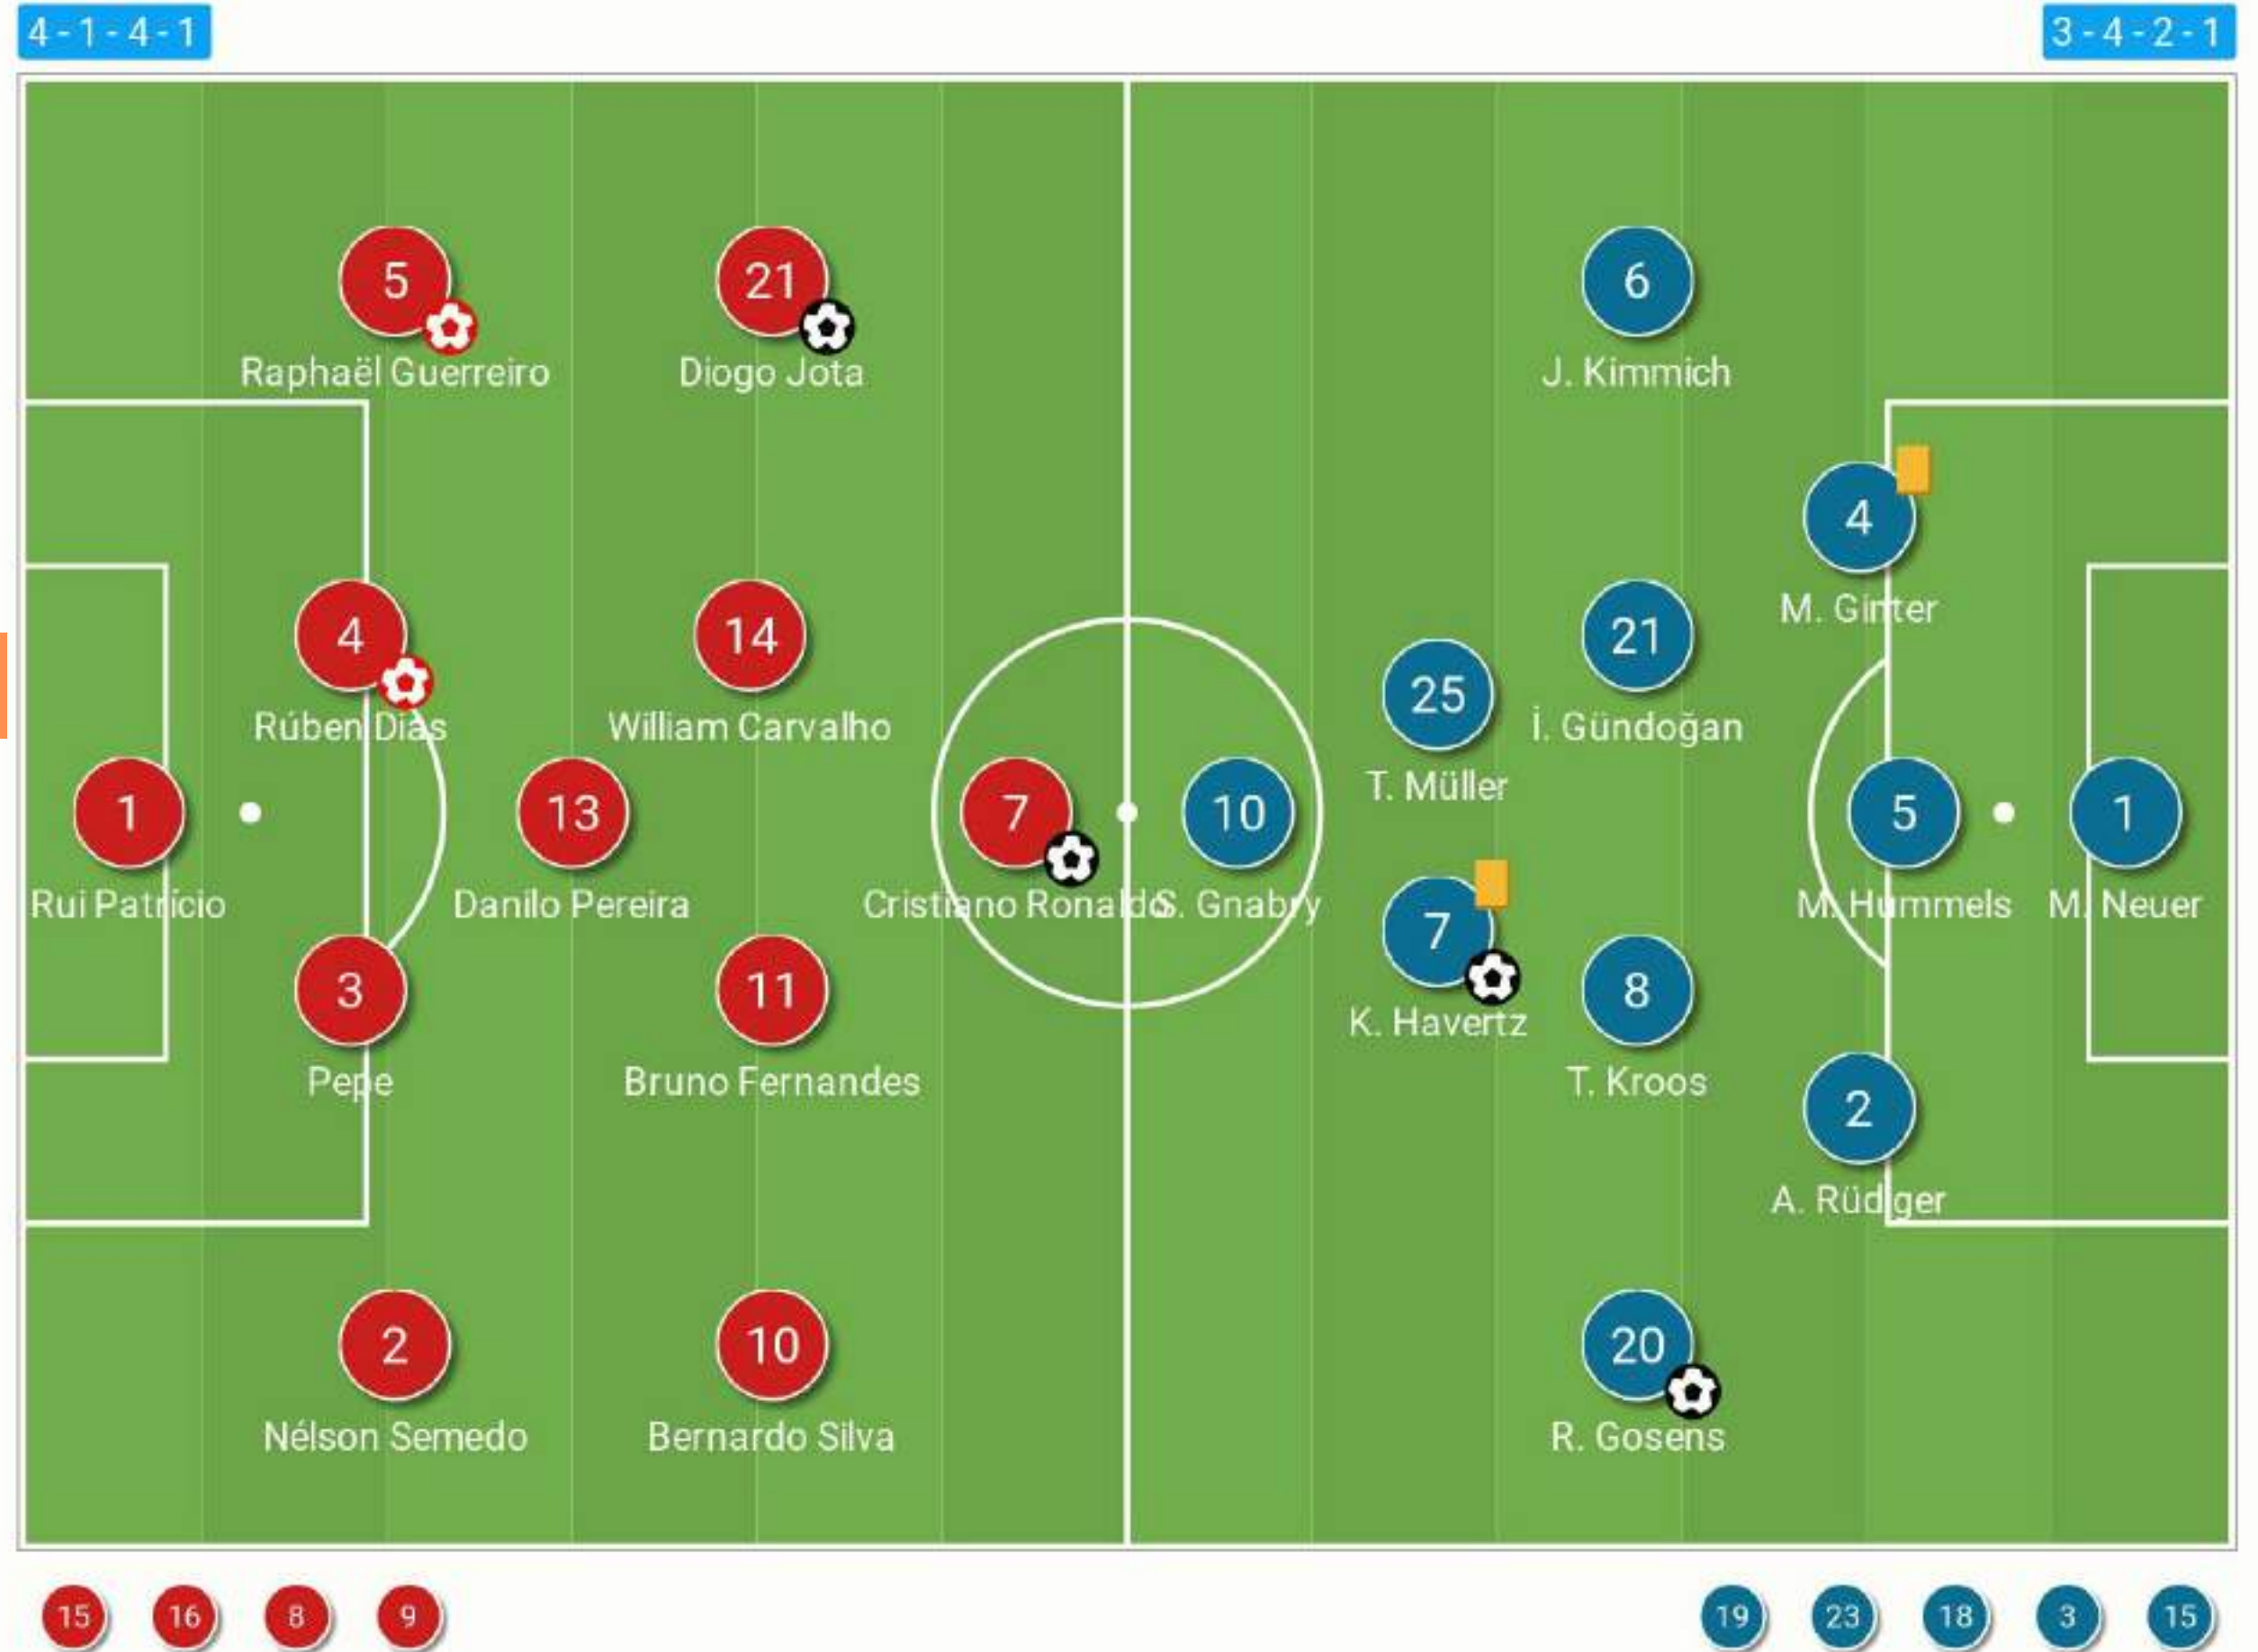 4 - 1 - 4 - 1
3 - 4 - 2 - 1
5
Raphaël Guerreiro
21
Diogo Jota
6
J. Kimmich
4
M. Ginter
4
Rúben Dias
14
William Carvalho
25
T. Müller
21
İ. Gündoğan
1
Rui Patrício
13
Danilo Pereira
7
Cristiano Ronaldo
10
S. Gnabry
5
M. Hummels
1
M. Neuer
3
Pepe
11
Bruno Fernandes
7
K. Havertz
8
T. Kroos
2
A. Rüdiger
2
Nélson Semedo
10
Bernardo Silva
20
R. Gosens
15 16 8 9
19 23 18 3 15